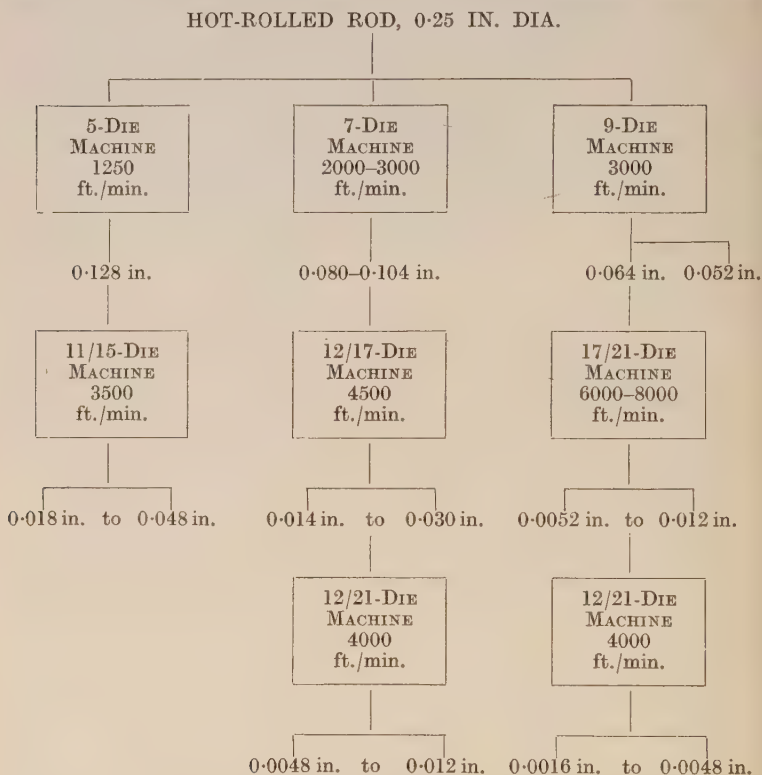 HOT-ROLLED ROD, 0·25 IN. DIA.
5-DIE
MACHINE
1250
ft./min.
7-DIE
MACHINE
2000–3000
ft./min.
9-DIE
MACHINE
3000
ft./min.
0·128 in.
0·080–0·104 in.
0·064 in. 0·052 in.
11/15-DIE
MACHINE
3500
ft./min.
12/17-DIE
MACHINE
4500
ft./min.
17/21-DIE
MACHINE
6000–8000
ft./min.
0·018 in. to 0·048 in.
0·014 in. to 0·030 in.
0·0052 in. to 0·012 in.
12/21-DIE
MACHINE
4000
ft./min.
12/21-DIE
MACHINE
4000
ft./min.
0·0048 in. to 0·012 in.
0·0016 in. to 0·0048 in.